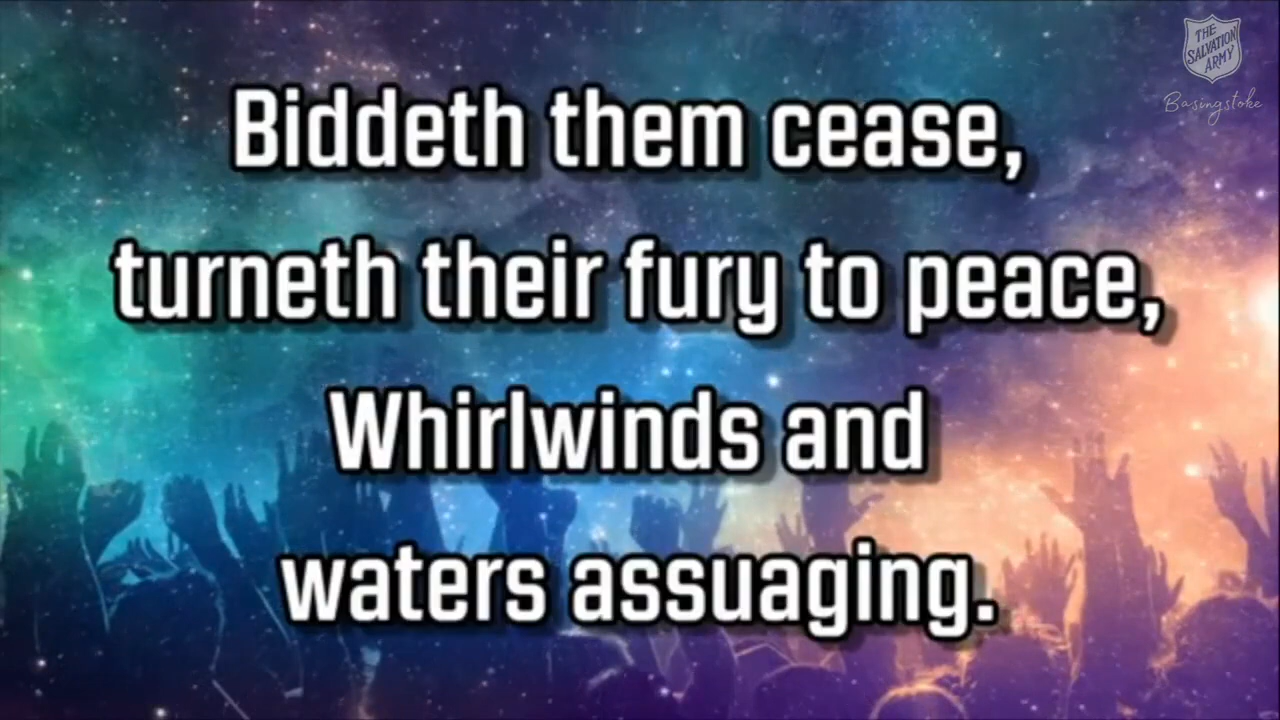 THE
SALVATION
ARMY
Basingstoke
Biddeth them cease,
turneth their fury to peace,
Whirlwinds and
waters assuaging.